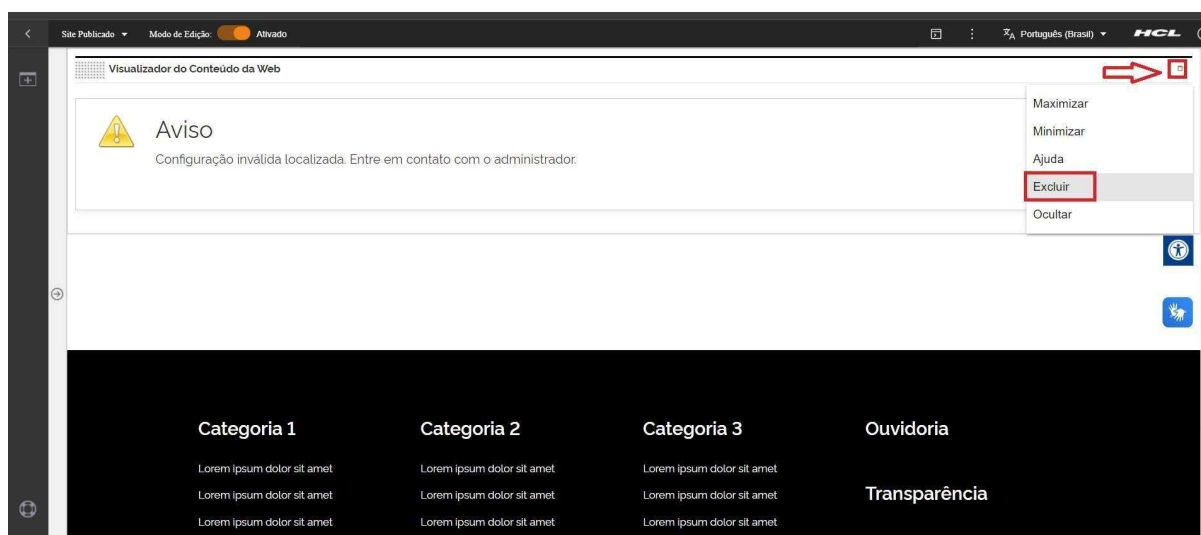 Site Publicado Modo de Edição: Ativado Português (Brasil) HCL
Visualizador do Conteúdo da Web
Maximizar
Minimizar
Ajuda
Excluir
Ocultar
Aviso
Configuração inválida localizada. Entre em contato com o administrador.
Categoria 1 Categoria 2 Categoria 3 Ouvidoria
Lorem ipsum dolor sit amet Lorem ipsum dolor sit amet Lorem ipsum dolor sit amet
Lorem ipsum dolor sit amet Lorem ipsum dolor sit amet Lorem ipsum dolor sit amet Transparência
Lorem ipsum dolor sit amet Lorem ipsum dolor sit amet Lorem ipsum dolor sit amet